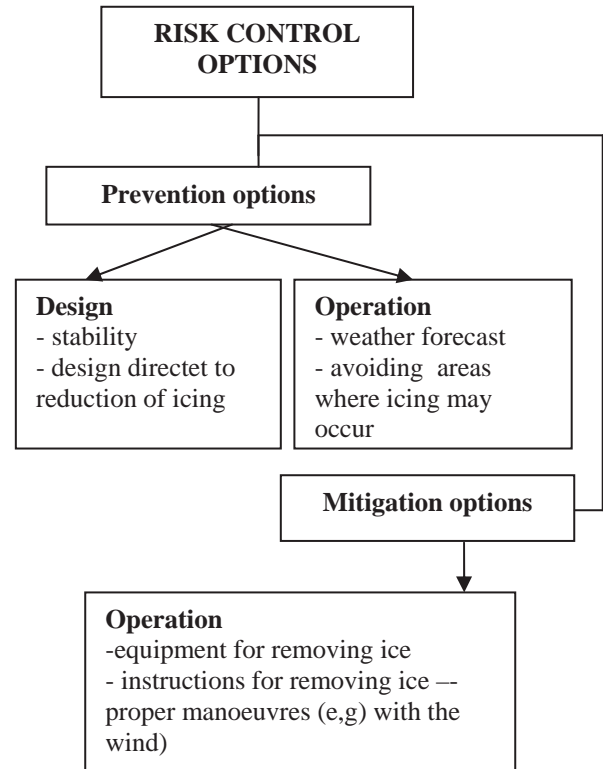 RISK CONTROL
OPTIONS
Prevention options
Design
- stability
- design directet to
reduction of icing
Operation
- weather forecast
- avoiding areas
where icing may
occur
Mitigation options
Operation
-equipment for removing ice
- instructions for removing ice –-
proper manoeuvres (e,g) with the
wind)